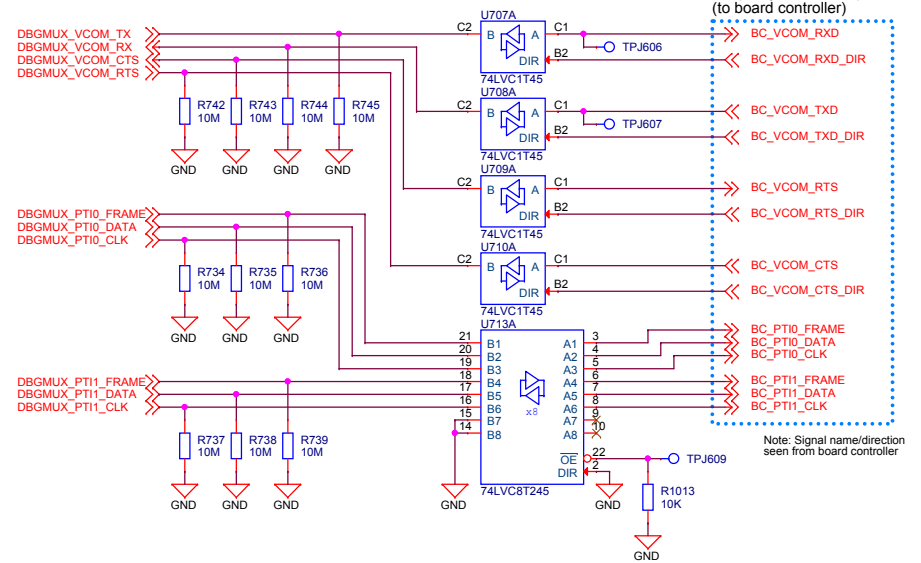 (to board controller)
U707A
DBGMUX_VCOM_TX
DBGMUX_VCOM_RX
DBGMUX_VCOM_CTS
DBGMUX_VCOM_RTS
C2 B A C1
DIR B2
TPJ606
74LVC1T45
BC_VCOM_RXD
BC_VCOM_RXD_DIR
U708A
C2 B A C1
DIR B2
TPJ607
74LVC1T45
BC_VCOM_TXD
BC_VCOM_TXD_DIR
R742 10M
R743 10M
R744 10M
R745 10M
GND GND GND GND
U709A
C2 B A C1
DIR B2
74LVC1T45
BC_VCOM_RTS
BC_VCOM_RTS_DIR
U710A
C2 B A C1
DIR B2
74LVC1T45
BC_VCOM_CTS
BC_VCOM_CTS_DIR
DBGMUX_PTI0_FRAME
DBGMUX_PTI0_DATA
DBGMUX_PTI0_CLK
R734 10M
R735 10M
R736 10M
GND GND GND
U713A
21 B1 A1 3
20 B2 A2 4
19 B3 A3 5
18 B4 A4 6
17 B5 A5 7
16 B6 A6 8
15 B7 A7 9
14 B8 A8 10
x8
OE 22
DIR 2
74LVC8T245
BC_PTI0_FRAME
BC_PTI0_DATA
BC_PTI0_CLK
BC_PTI1_FRAME
BC_PTI1_DATA
BC_PTI1_CLK
DBGMUX_PTI1_FRAME
DBGMUX_PTI1_DATA
DBGMUX_PTI1_CLK
R737 10M
R738 10M
R739 10M
GND GND GND
GND GND
TPJ609
R1013
10K
GND
Note: Signal name/direction
seen from board controller